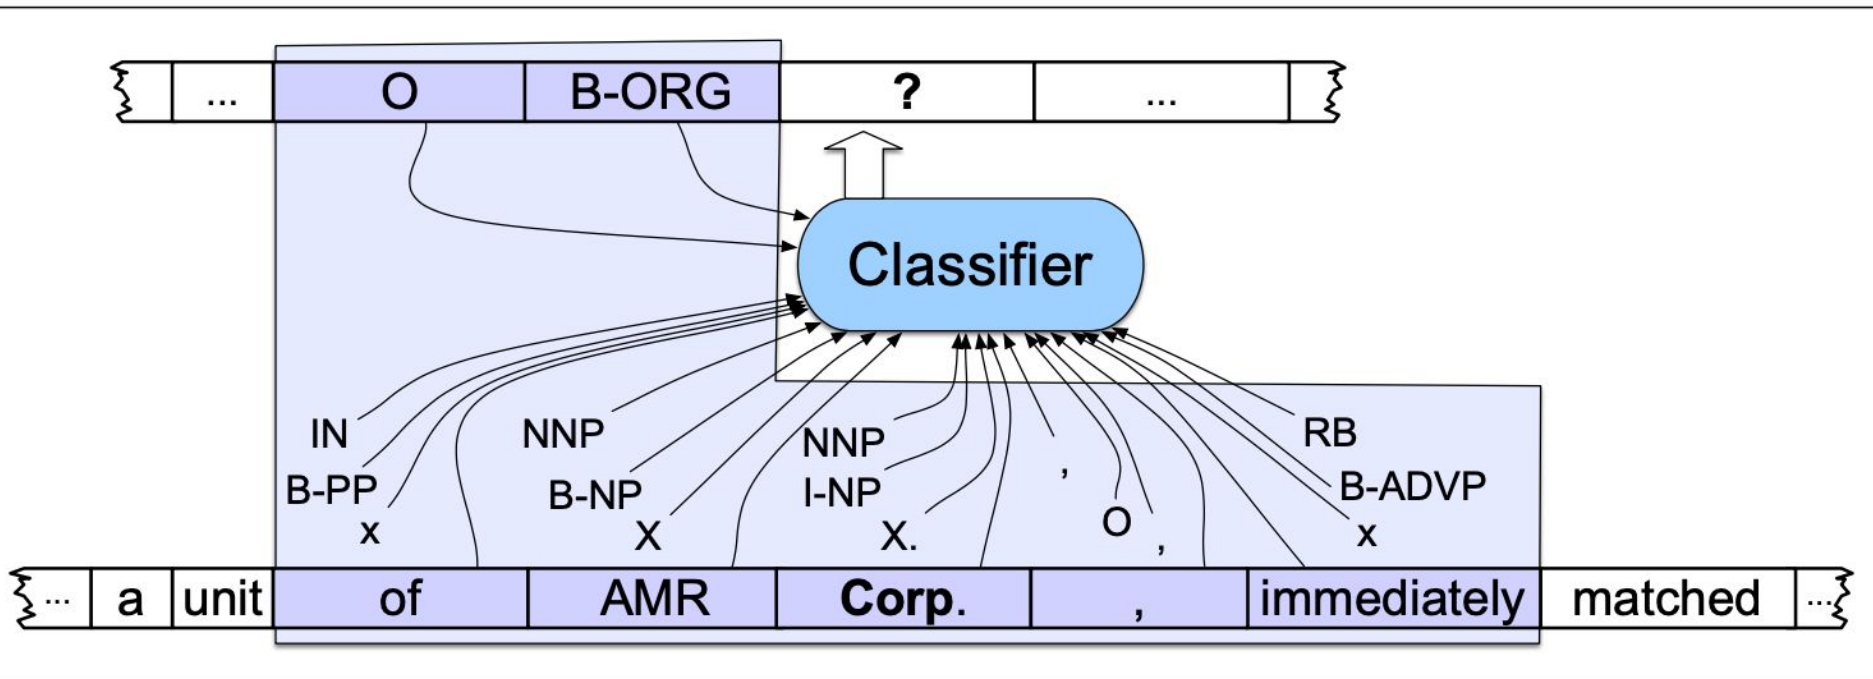 ... O B-ORG ? ...
Classifier
IN NNP NNP , RB
B-PP B-NP I-NP B-ADVP
x X X. O , x
... a unit of AMR Corp. , immediately matched ...